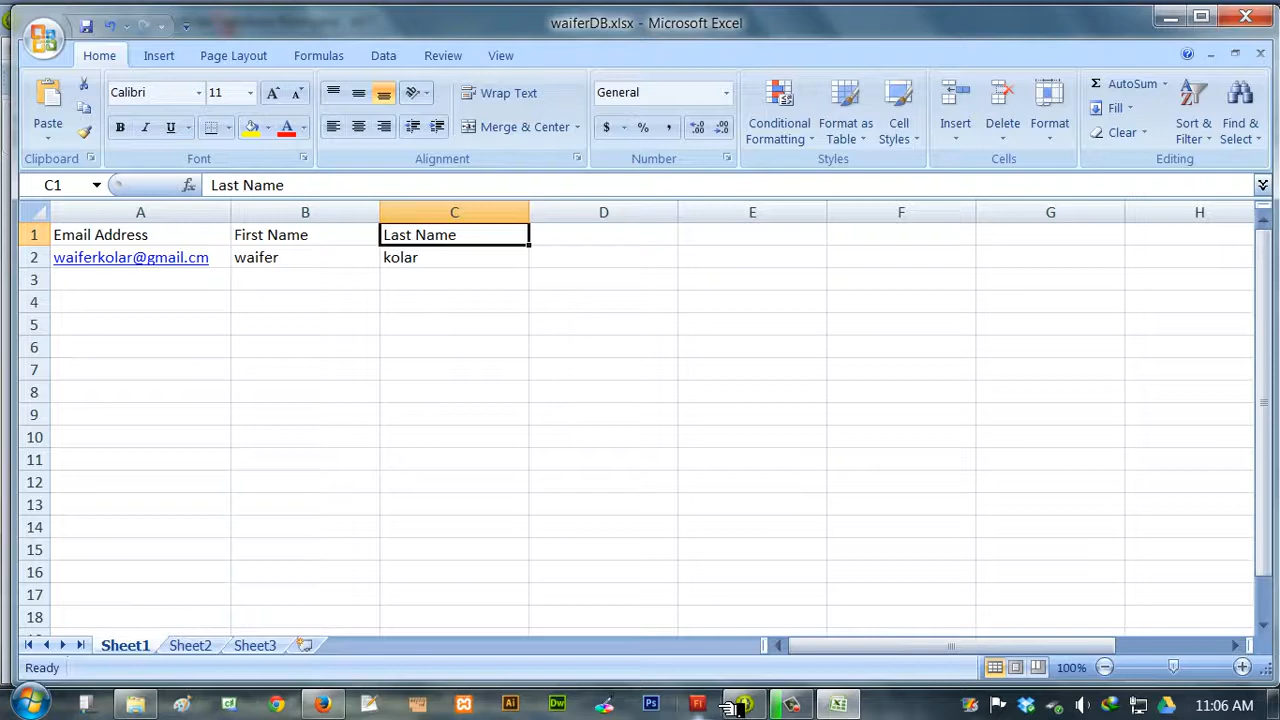 waiferDB.xlsx - Microsoft Excel
Home Insert Page Layout Formulas Data Review View
Paste Calibri 11 Wrap Text General Conditional Formatting Format as Table Cell Styles Insert Delete Format AutoSum Sort & Filter Find & Select
B I U Merge & Center $ % , Fill
Clear
Clipboard Font Alignment Number Styles Cells Editing
C1 fx Last Name
A B C D E F G H
1 Email Address First Name Last Name
2 waiferkolar@gmail.cm waifer kolar
3
4
5
6
7
8
9
10
11
12
13
14
15
16
17
18
Sheet1 Sheet2 Sheet3
Ready 100%
Ai Dw Ps Fl 11:06 AM